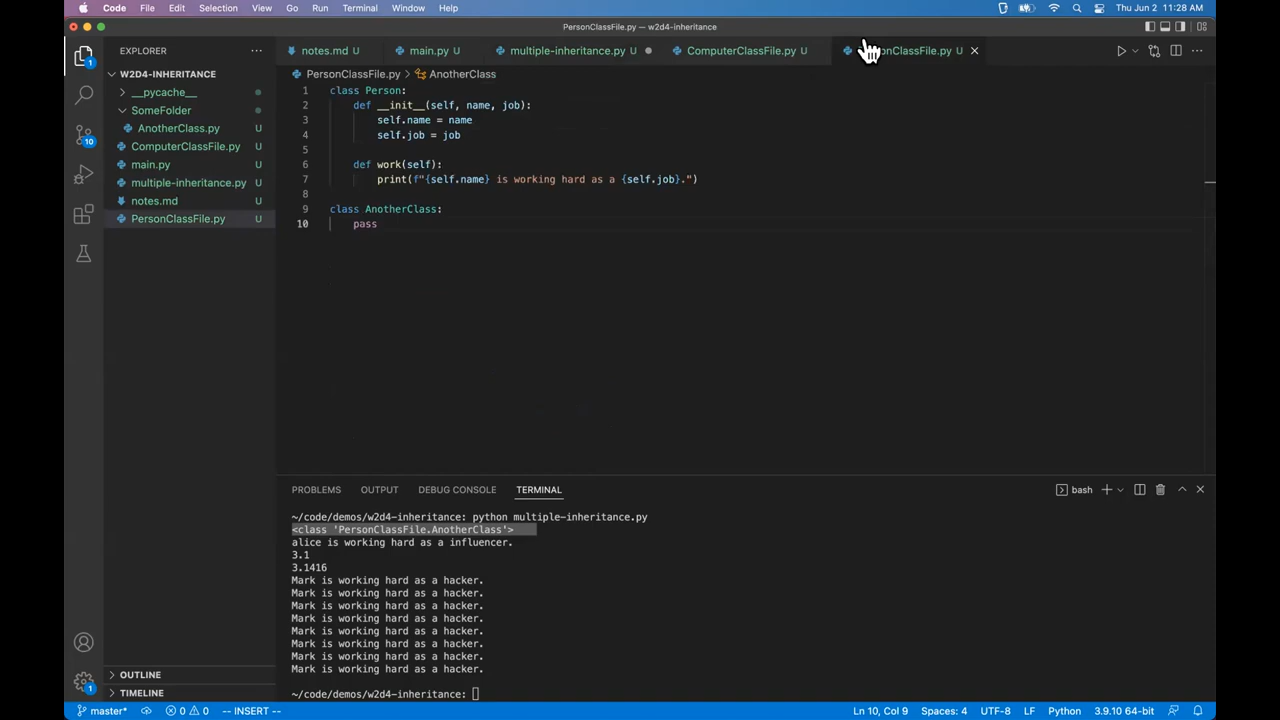 Code File Edit Selection View Go Run Terminal Window Help Thu Jun 2 11:28 AM
PersonClassFile.py — w2d4-inheritance
EXPLORER
notes.md U
main.py U
multiple-inheritance.py U
ComputerClassFile.py U
onClassFile.py U
W2D4-INHERITANCE
__pycache__
SomeFolder
AnotherClass.py U
ComputerClassFile.py U
main.py U
multiple-inheritance.py U
notes.md U
PersonClassFile.py U
OUTLINE
TIMELINE
1
10
1
PersonClassFile.py > AnotherClass
1 class Person:
2 def __init__(self, name, job):
3 self.name = name
4 self.job = job
5
6 def work(self):
7 print(f"{self.name} is working hard as a {self.job}.")
8
9 class AnotherClass:
10 pass
PROBLEMS OUTPUT DEBUG CONSOLE TERMINAL bash
~/code/demos/w2d4-inheritance: python multiple-inheritance.py
<class 'PersonClassFile.AnotherClass'>
alice is working hard as a influencer.
3.1
3.1416
Mark is working hard as a hacker.
Mark is working hard as a hacker.
Mark is working hard as a hacker.
Mark is working hard as a hacker.
Mark is working hard as a hacker.
Mark is working hard as a hacker.
Mark is working hard as a hacker.
Mark is working hard as a hacker.
~/code/demos/w2d4-inheritance:
master* 0 0 -- INSERT -- Ln 10, Col 9 Spaces: 4 UTF-8 LF Python 3.9.10 64-bit